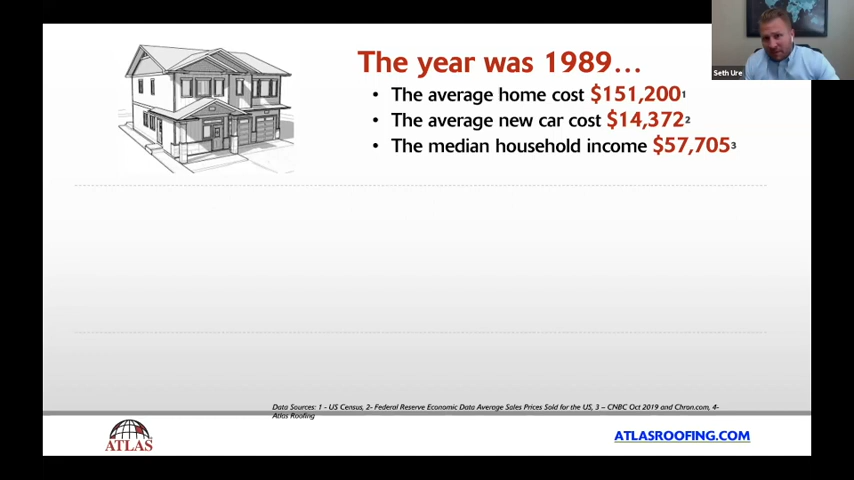 The year was 1989...
• The average home cost $151,200¹
• The average new car cost $14,372²
• The median household income $57,705³
Seth Ure
Data Sources: 1 - US Census, 2- Federal Reserve Economic Data Average Sales Prices Sold for the US, 3 – CNBC Oct 2019 and Chron.com, 4-
Atlas Roofing
ATLAS
ATLASROOFING.COM